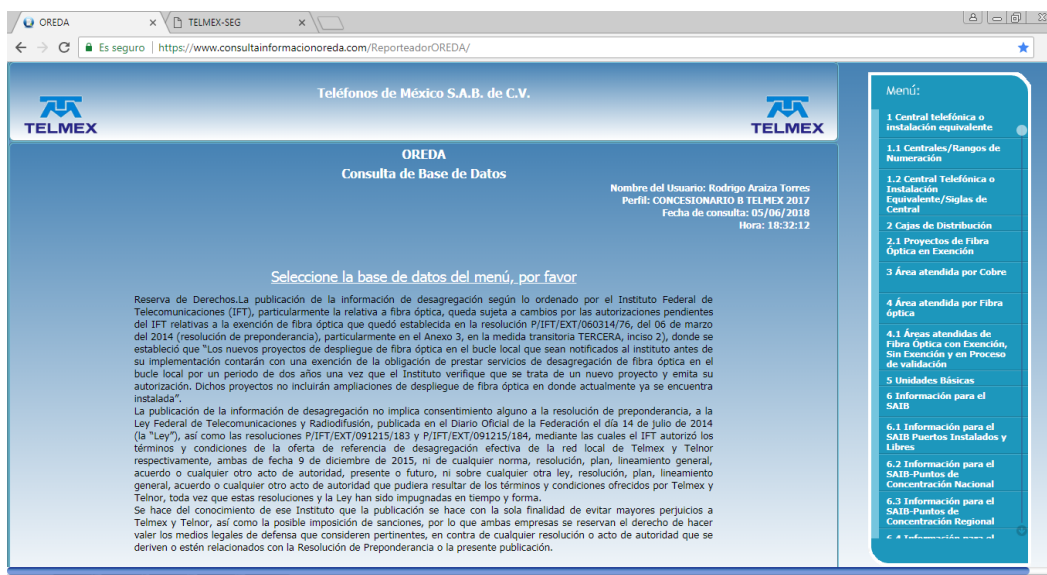 OREDA
TELMEX-SEG
Es seguro | https://www.consultainformacionoreda.com/ReporteadorOREDA/
Teléfonos de México S.A.B. de C.V.
TELMEX
TELMEX
OREDA
Consulta de Base de Datos
Nombre del Usuario: Rodrigo Araiza Torres
Perfil: CONCESIONARIO B TELMEX 2017
Fecha de consulta: 05/06/2018
Hora: 18:32:12
Seleccione la base de datos del menú, por favor
Reserva de Derechos.La publicación de la información de desagregación según lo ordenado por el Instituto Federal de
Telecomunicaciones (IFT), particularmente la relativa a fibra óptica, queda sujeta a cambios por las autorizaciones pendientes
del IFT relativas a la exención de fibra óptica que quedó establecida en la resolución P/IFT/EXT/060314/76, del 06 de marzo
del 2014 (resolución de preponderancia), particularmente en el Anexo 3, en la medida transitoria TERCERA, inciso 2), donde se
estableció que "Los nuevos proyectos de despliegue de fibra óptica en el bucle local que sean notificados al instituto antes de
su implementación contarán con una exención de la obligación de prestar servicios de desagregación de fibra óptica en el
bucle local por un periodo de dos años una vez que el Instituto verifique que se trata de un nuevo proyecto y emita su
autorización. Dichos proyectos no incluirán ampliaciones de despliegue de fibra óptica en donde actualmente ya se encuentra
instalada".
La publicación de la información de desagregación no implica consentimiento alguno a la resolución de preponderancia, a la
Ley Federal de Telecomunicaciones y Radiodifusión, publicada en el Diario Oficial de la Federación el día 14 de julio de 2014
(la "Ley"), así como las resoluciones P/IFT/EXT/091215/183 y P/IFT/EXT/091215/184, mediante las cuales el IFT autorizó los
términos y condiciones de la oferta de referencia de desagregación efectiva de la red local de Telmex y Telnor
respectivamente, ambas de fecha 9 de diciembre de 2015, ni de cualquier norma, resolución, plan, lineamiento general,
acuerdo o cualquier otro acto de autoridad, presente o futuro, ni sobre cualquier otra ley, resolución, plan, lineamiento
general, acuerdo o cualquier otro acto de autoridad que pudiera resultar de los términos y condiciones ofrecidos por Telmex y
Telnor, toda vez que estas resoluciones y la Ley han sido impugnadas en tiempo y forma.
Se hace del conocimiento de ese Instituto que la publicación se hace con la sola finalidad de evitar mayores perjuicios a
Telmex y Telnor, así como la posible imposición de sanciones, por lo que ambas empresas se reservan el derecho de hacer
valer los medios legales de defensa que consideren pertinentes, en contra de cualquier resolución o acto de autoridad que se
deriven o estén relacionados con la Resolución de Preponderancia o la presente publicación.
Menú:
1 Central telefónica o
instalación equivalente
1.1 Centrales/Rangos de
Numeración
1.2 Central Telefónica o
Instalación
Equivalente/Siglas de
Central
2 Cajas de Distribución
2.1 Proyectos de Fibra
Óptica en Exención
3 Área atendida por Cobre
4 Área atendida por Fibra
óptica
4.1 Áreas atendidas de
Fibra Óptica con Exención,
Sin Exención y en Proceso
de validación
5 Unidades Básicas
6 Información para el
SAIB
6.1 Información para el
SAIB Puertos Instalados y
Libres
6.2 Información para el
SAIB-Puntos de
Concentración Nacional
6.3 Información para el
SAIB-Puntos de
Concentración Regional